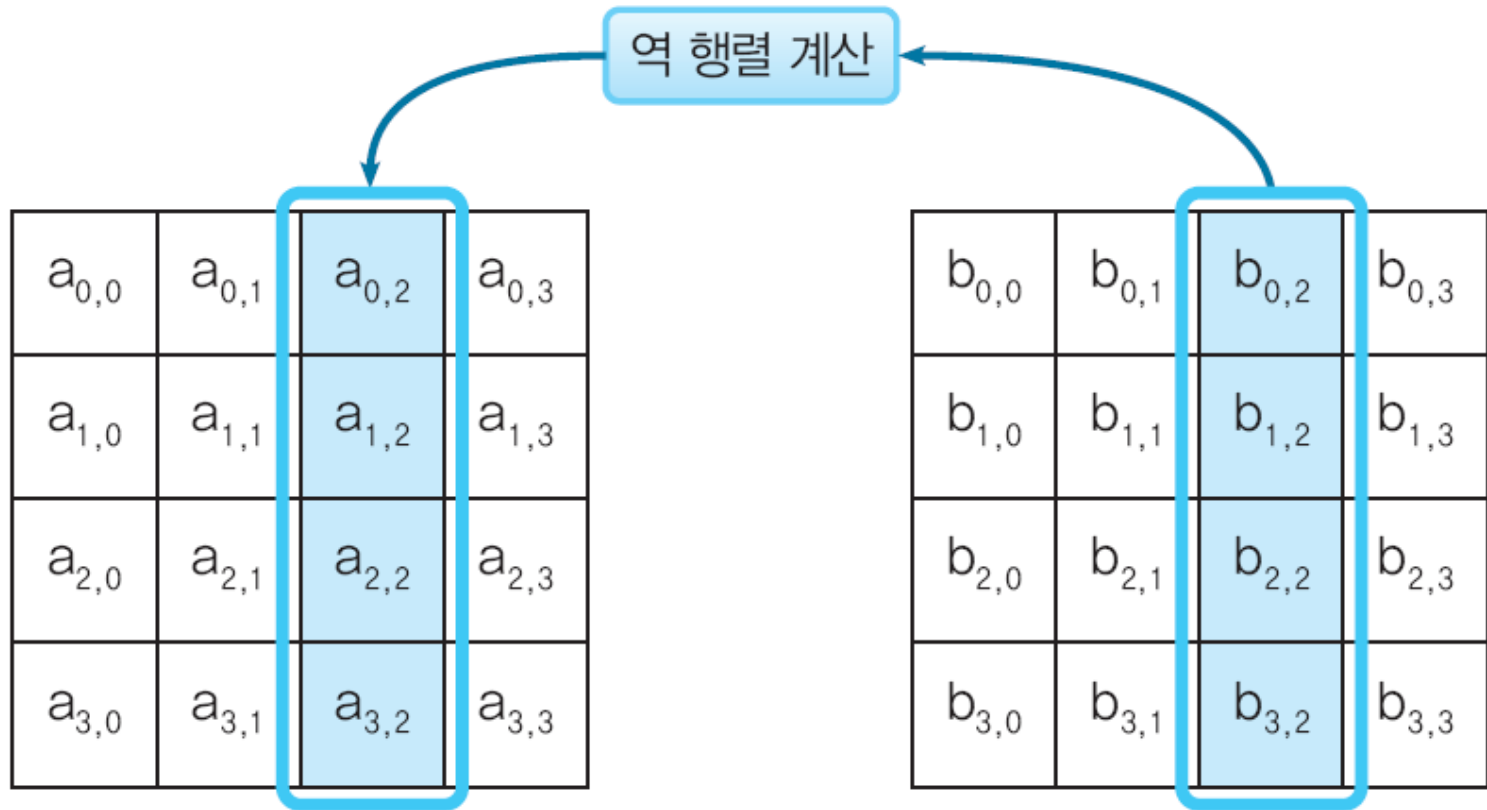 역 행렬 계산
a0,0 a0,1 a0,2 a0,3 b0,0 b0,1 b0,2 b0,3
a1,0 a1,1 a1,2 a1,3 b1,0 b1,1 b1,2 b1,3
a2,0 a2,1 a2,2 a2,3 b2,0 b2,1 b2,2 b2,3
a3,0 a3,1 a3,2 a3,3 b3,0 b3,1 b3,2 b3,3